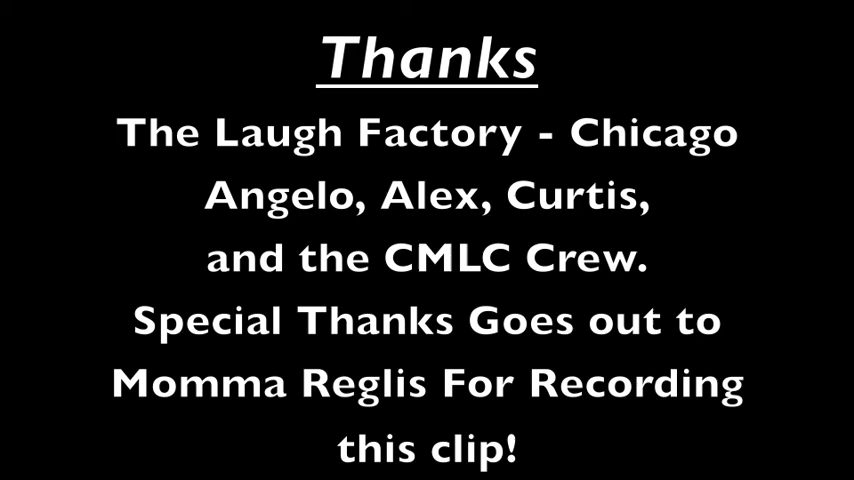 Thanks
The Laugh Factory - Chicago
Angelo, Alex, Curtis,
and the CMLC Crew.
Special Thanks Goes out to
Momma Reglis For Recording
this clip!